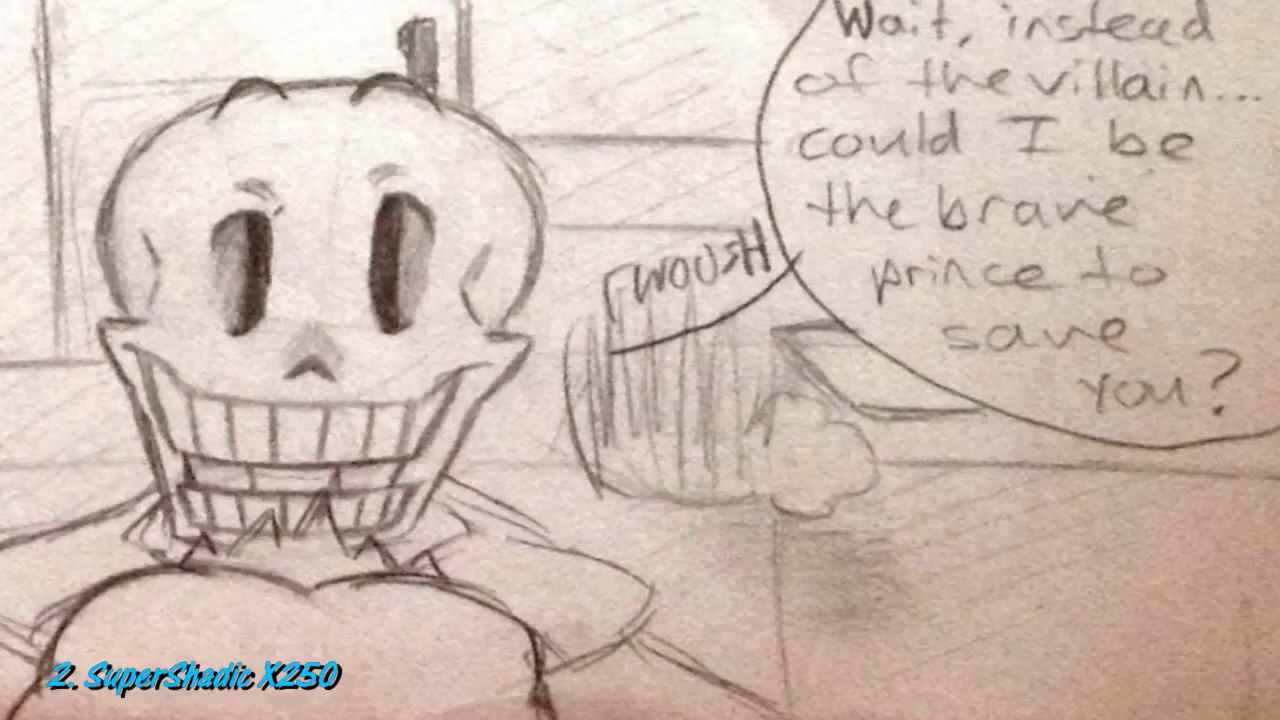 Wait, instead
of the villain...
could I be
the brave
prince to
save
you?
FWOOSH
2. SuperShadic X250